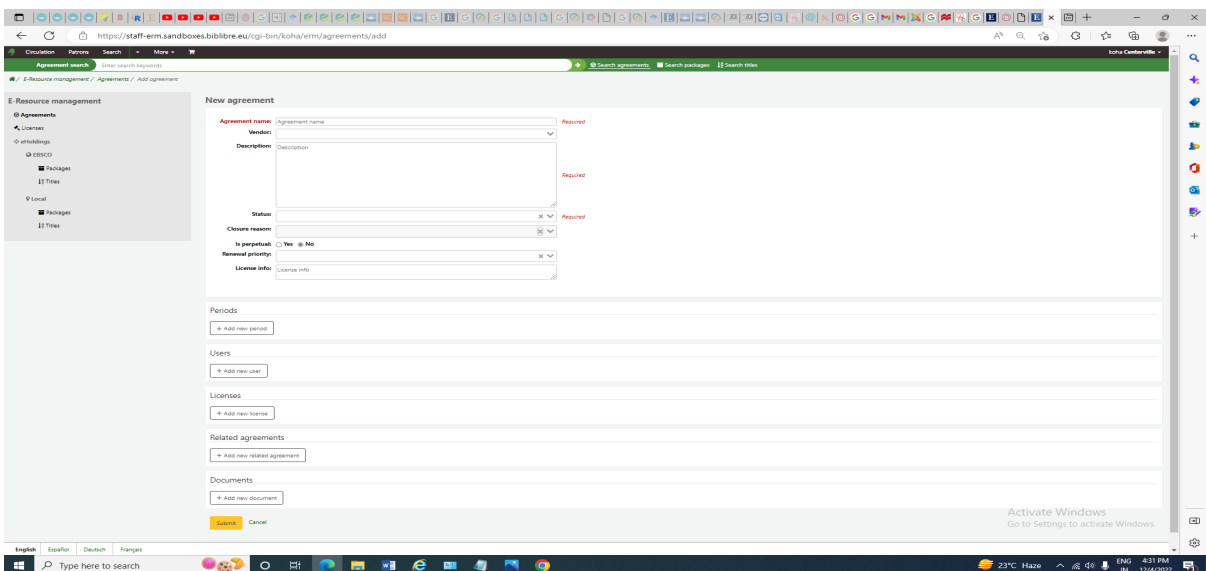 https://staff-erm.sandboxes.biblibre.eu/cgi-bin/koha/erm/agreements/add
Circulation Patrons Search More koha Centerville
Agreement search Enter search keywords Search agreements Search packages Search titles
/ E-Resource management / Agreements / Add agreement
E-Resource management
Agreements
Licenses
eHoldings
EBSCO
Packages
Titles
Local
Packages
Titles
New agreement
Agreement name: Agreement name Required
Vendor:
Description: Description Required
Status: Required
Closure reason:
Is perpetual: Yes No
Renewal priority:
License info: License info
Periods
+ Add new period
Users
+ Add new user
Licenses
+ Add new license
Related agreements
+ Add new related agreement
Documents
+ Add new document
Submit Cancel
Activate Windows
Go to Settings to activate Windows.
English Español Deutsch Français
Type here to search 23°C Haze ENG 4:31 PM
IN 12/4/2022